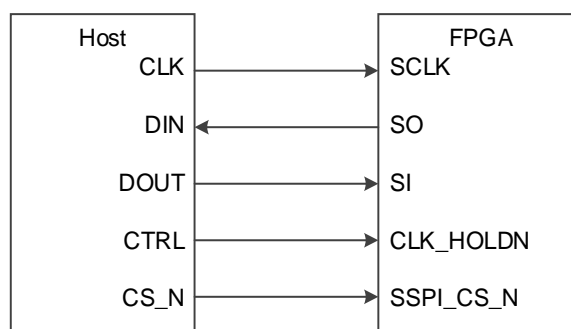 Host FPGA
CLK SCLK
DIN SO
DOUT SI
CTRL CLK_HOLDN
CS_N SSPI_CS_N